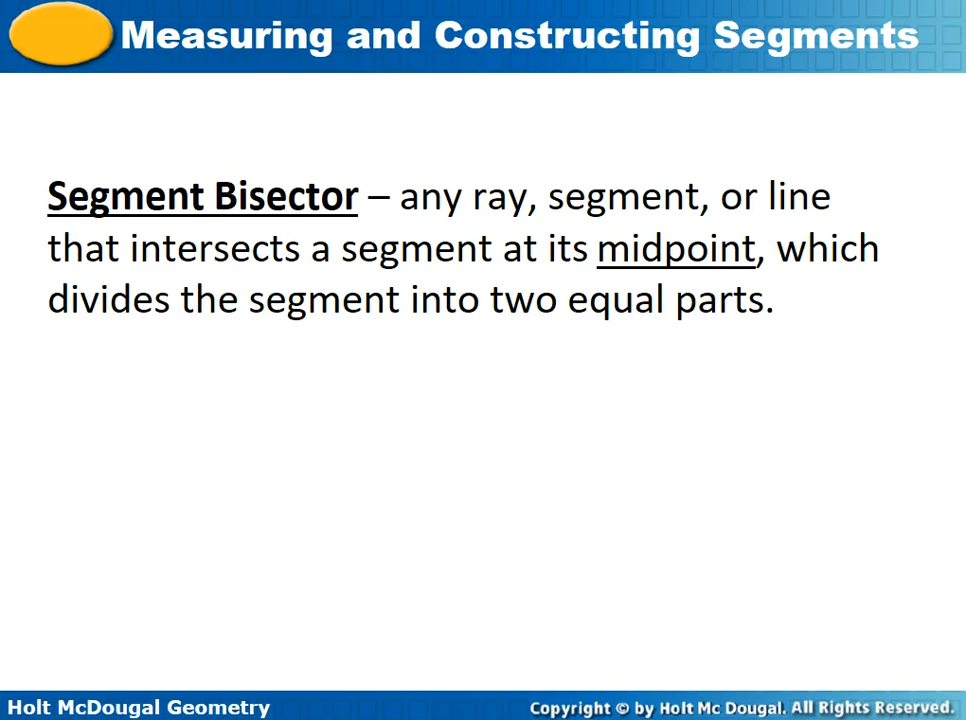 Measuring and Constructing Segments
Segment Bisector – any ray, segment, or line
that intersects a segment at its midpoint, which
divides the segment into two equal parts.
Holt McDougal Geometry
Copyright © by Holt Mc Dougal. All Rights Reserved.